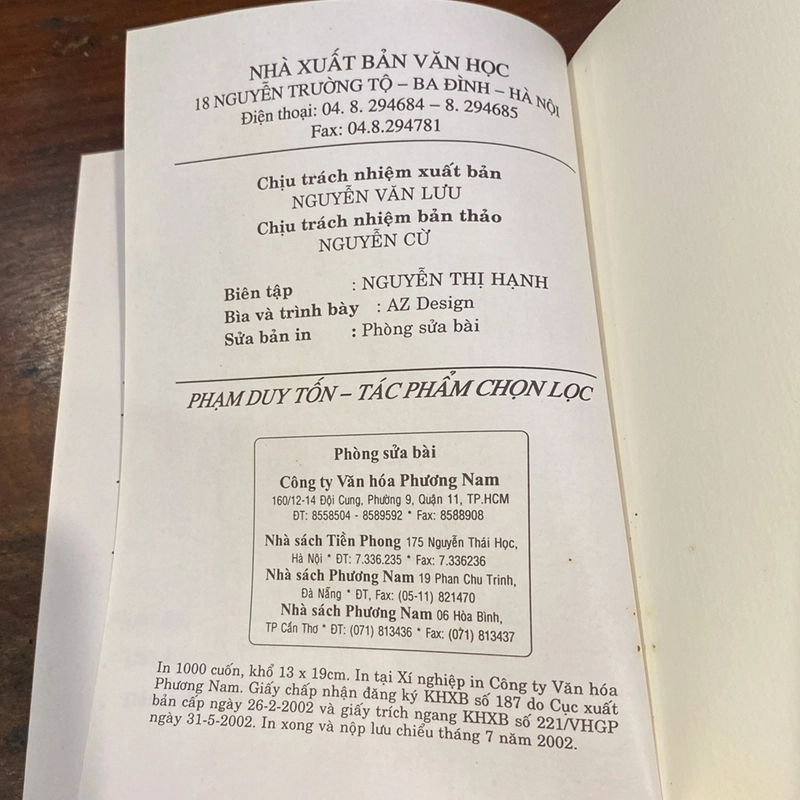 NHÀ XUẤT BẢN VĂN HỌC
18 NGUYỄN TRƯỜNG TỘ – BA ĐÌNH – HÀ NỘI
Điện thoại: 04. 8. 294684 – 8. 294685
Fax: 04.8.294781
Chịu trách nhiệm xuất bản
NGUYỄN VĂN LƯU
Chịu trách nhiệm bản thảo
NGUYỄN CỪ
Biên tập : NGUYỄN THỊ HẠNH
Bìa và trình bày : AZ Design
Sửa bản in : Phòng sửa bài
PHẠM DUY TỐN – TÁC PHẨM CHỌN LỌC
Phòng sửa bài
Công ty Văn hóa Phương Nam
160/12-14 Đội Cung, Phường 9, Quận 11, TP.HCM
ĐT: 8558504 - 8589592 * Fax: 8588908
Nhà sách Tiền Phong 175 Nguyễn Thái Học,
Hà Nội * ĐT: 7.336.235 * Fax: 7.336236
Nhà sách Phương Nam 19 Phan Chu Trinh,
Đà Nẵng * ĐT, Fax: (05-11) 821470
Nhà sách Phương Nam 06 Hòa Bình,
TP Cần Thơ * ĐT: (071) 813436 * Fax: (071) 813437
In 1000 cuốn, khổ 13 x 19cm. In tại Xí nghiệp in Công ty Văn hóa
Phương Nam. Giấy chấp nhận đăng ký KHXB số 187 do Cục xuất
bản cấp ngày 26-2-2002 và giấy trích ngang KHXB số 221/VHGP
ngày 31-5-2002. In xong và nộp lưu chiểu tháng 7 năm 2002.